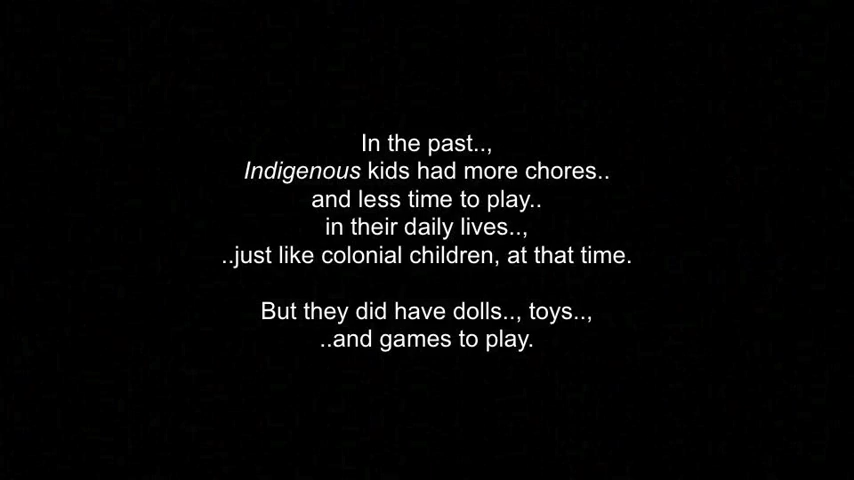 In the past..,
Indigenous kids had more chores..
and less time to play..
in their daily lives..,
..just like colonial children, at that time.
But they did have dolls.., toys..,
..and games to play.